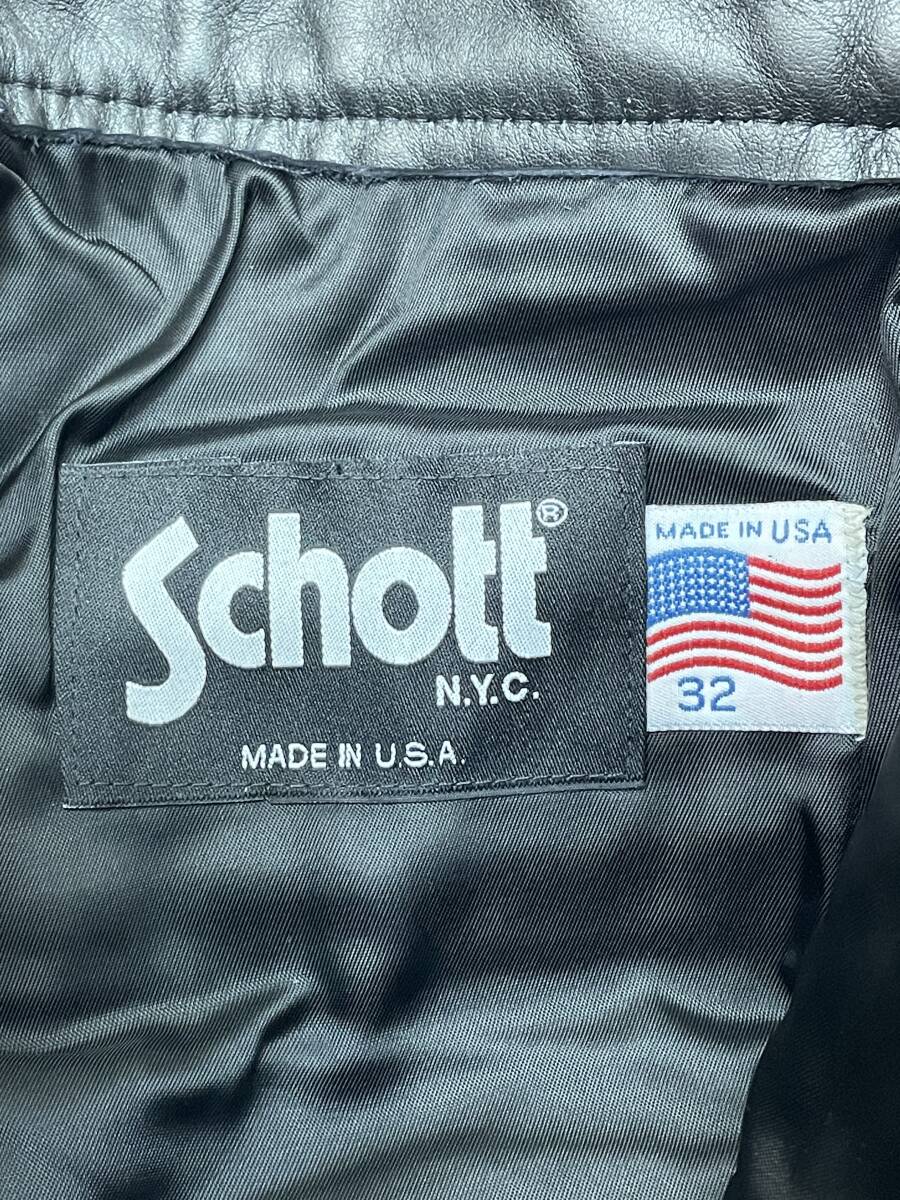 Schott®
N.Y.C.
MADE IN U.S.A.
MADE IN USA
32